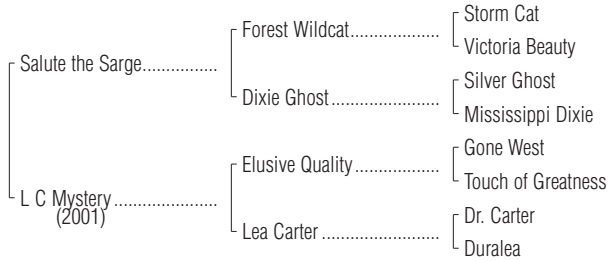 Storm Cat
Forest Wildcat....................
Victoria Beauty
Salute the Sarge................
Silver Ghost
Dixie Ghost........................
Mississippi Dixie
Gone West
Elusive Quality...................
Touch of Greatness
L C Mystery......................
(2001)
Dr. Carter
Lea Carter..........................
Duralea